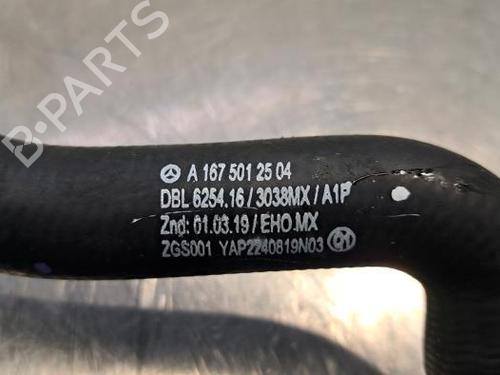 B-PARTS
A 167 501 25 04
DBL 6254.16 / 3038MX / A1P
Znd: 01.03.19 / EHO.MX
ZGS001 YAP2240819N03